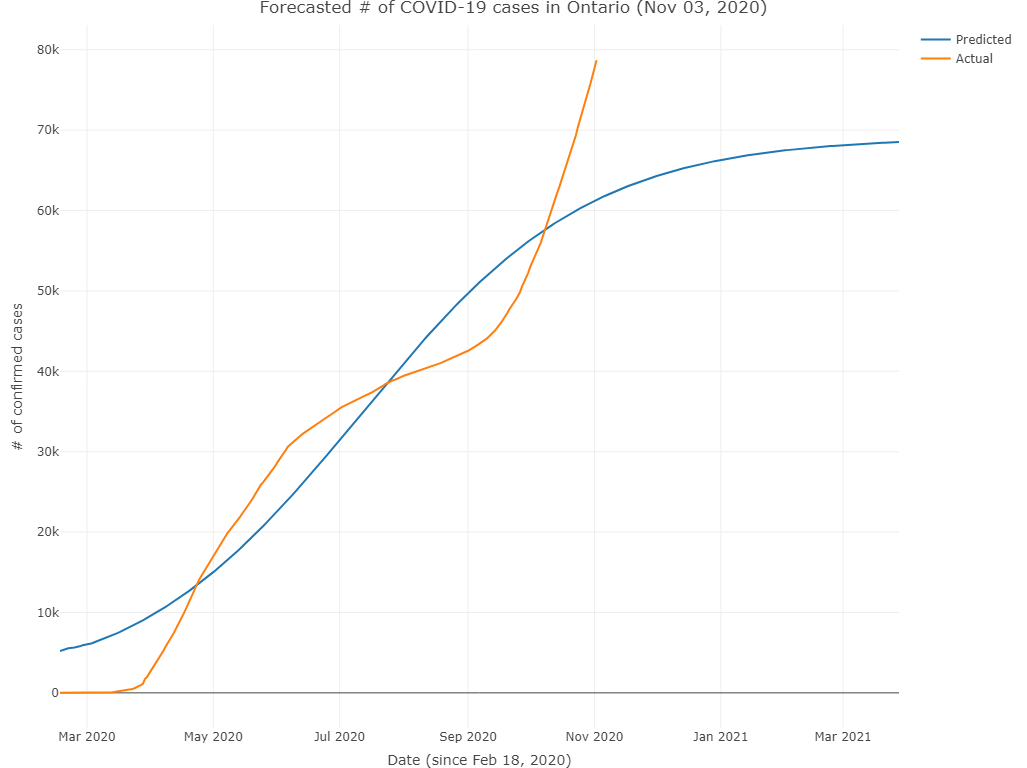 Forecasted # of COVID-19 cases in Ontario (Nov 03, 2020)
Predicted
Actual
80k
70k
60k
50k
40k
30k
20k
10k
0
# of confirmed cases
Mar 2020 May 2020 Jul 2020 Sep 2020 Nov 2020 Jan 2021 Mar 2021
Date (since Feb 18, 2020)